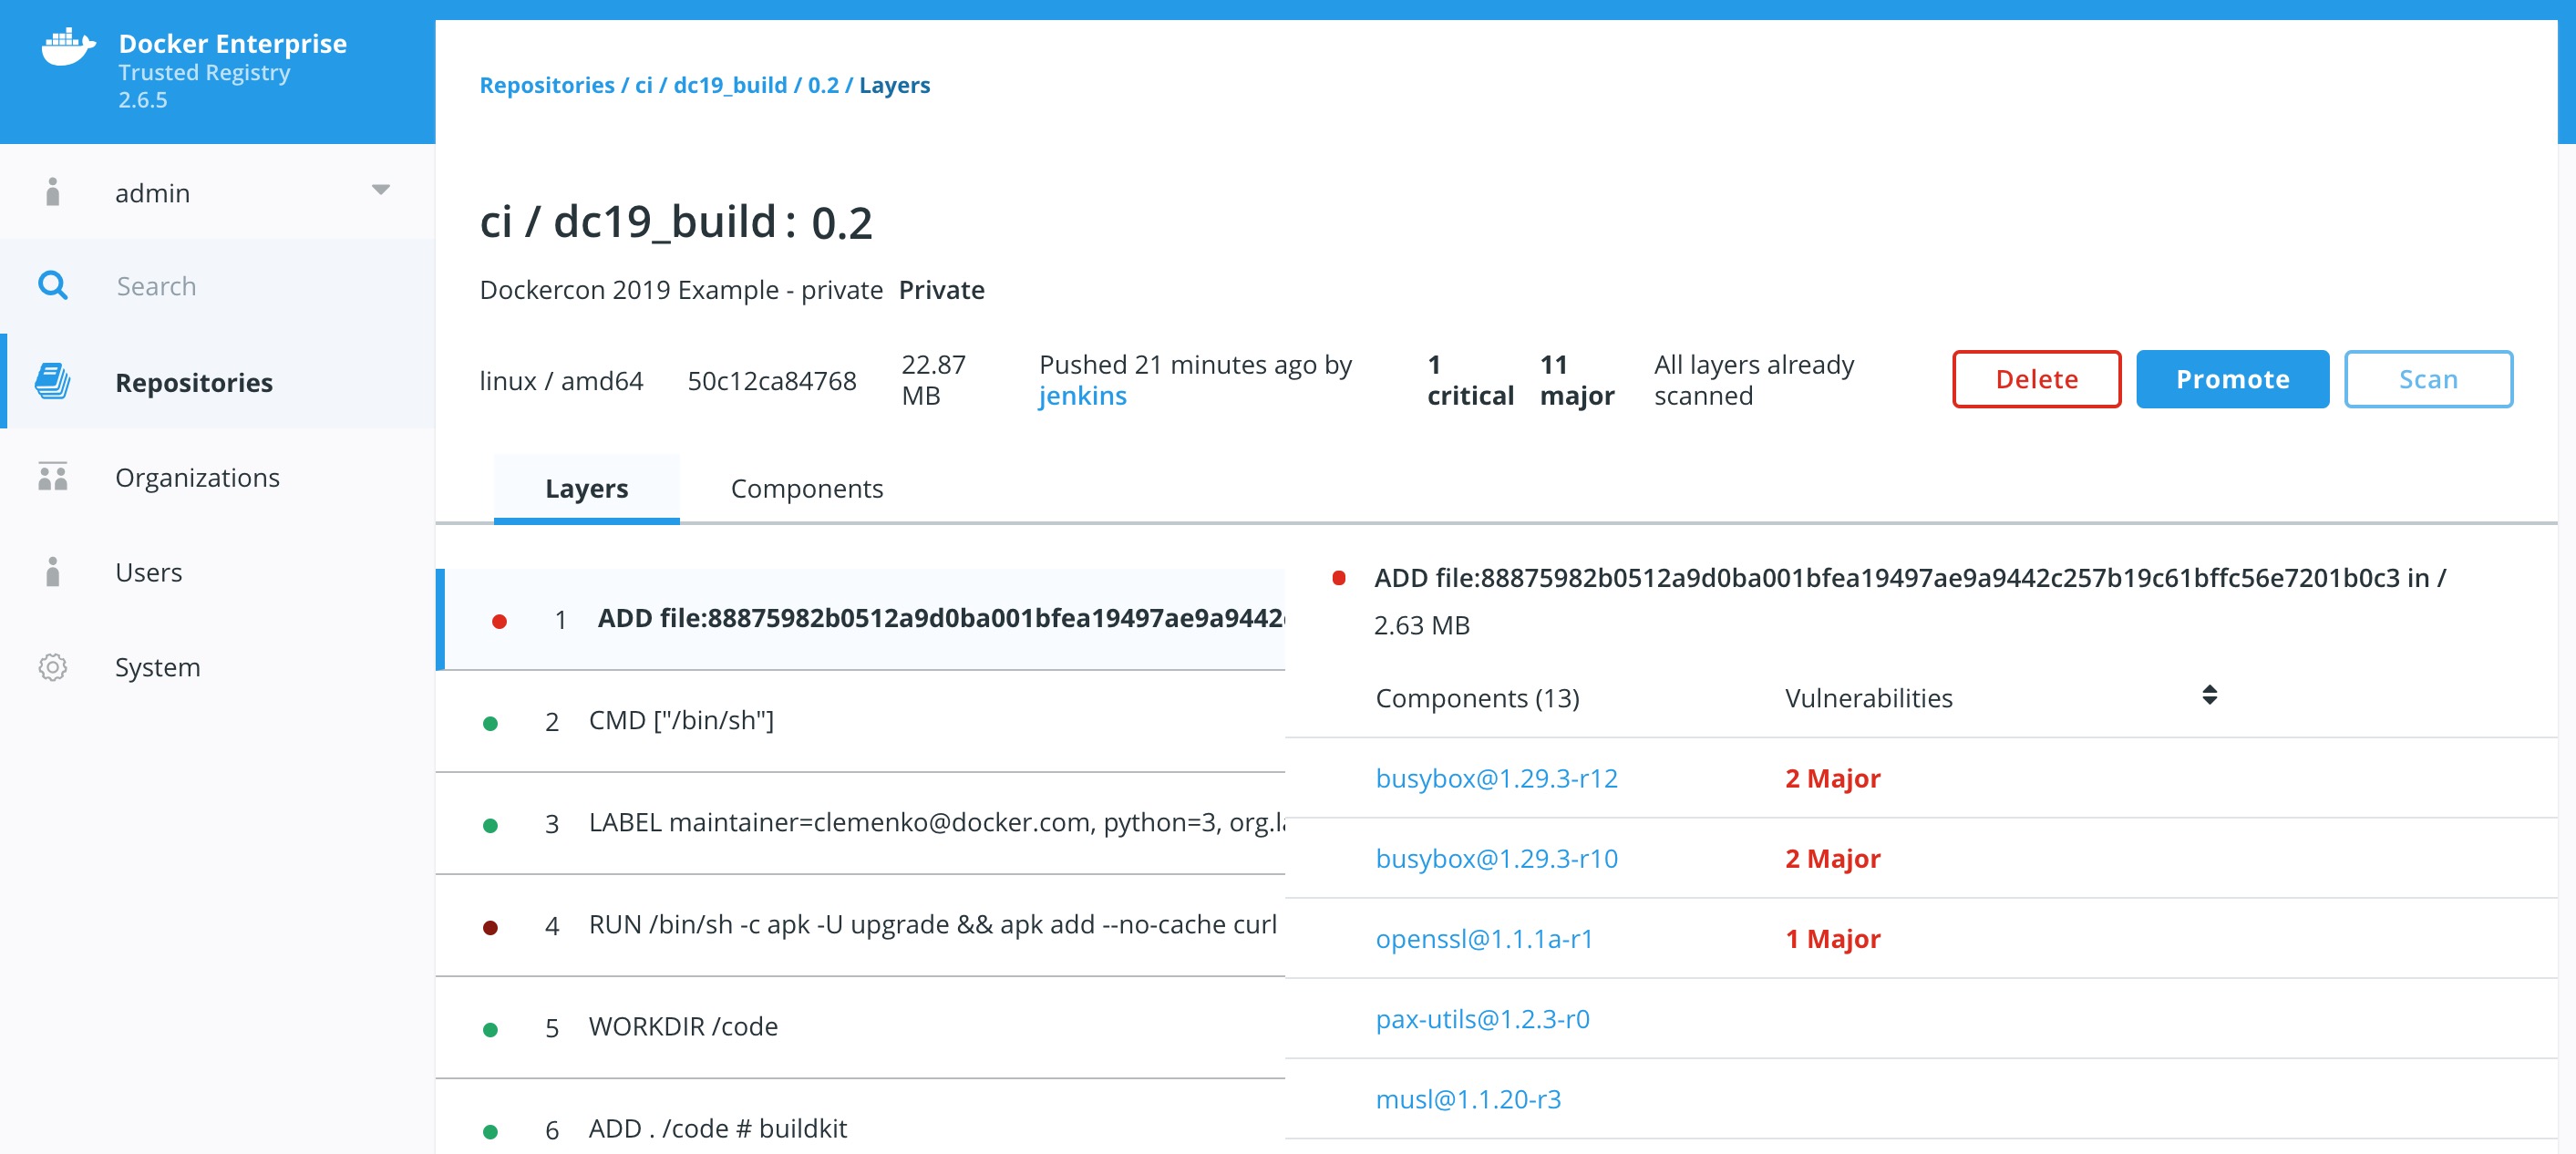 Docker Enterprise
Trusted Registry
2.6.5
admin
Search
Repositories
Organizations
Users
System
Repositories / ci / dc19_build / 0.2 / Layers
ci / dc19_build : 0.2
Dockercon 2019 Example - private Private
linux / amd64
50c12ca84768
22.87
MB
Pushed 21 minutes ago by
jenkins
1
critical
11
major
All layers already
scanned
Delete
Promote
Scan
Layers
Components
1 ADD file:88875982b0512a9d0ba001bfea19497ae9a9442
2 CMD ["/bin/sh"]
3 LABEL maintainer=clemenko@docker.com, python=3, org.l
4 RUN /bin/sh -c apk -U upgrade && apk add --no-cache curl
5 WORKDIR /code
6 ADD . /code # buildkit
ADD file:88875982b0512a9d0ba001bfea19497ae9a9442c257b19c61bffc56e7201b0c3 in /
2.63 MB
Components (13) Vulnerabilities
busybox@1.29.3-r12 2 Major
busybox@1.29.3-r10 2 Major
openssl@1.1.1a-r1 1 Major
pax-utils@1.2.3-r0
musl@1.1.20-r3